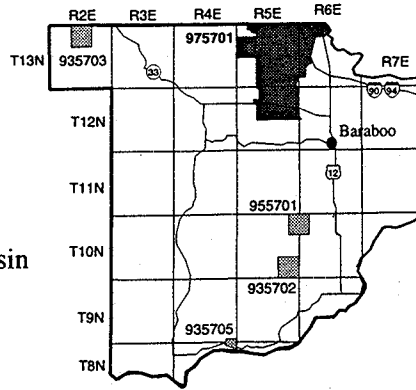 R2E R3E R4E R5E R6E
975701
R7E
T13N 935703
33
90 94
T12N
Baraboo
12
T11N
955701
T10N
sin
935702
T9N
935705
T8N